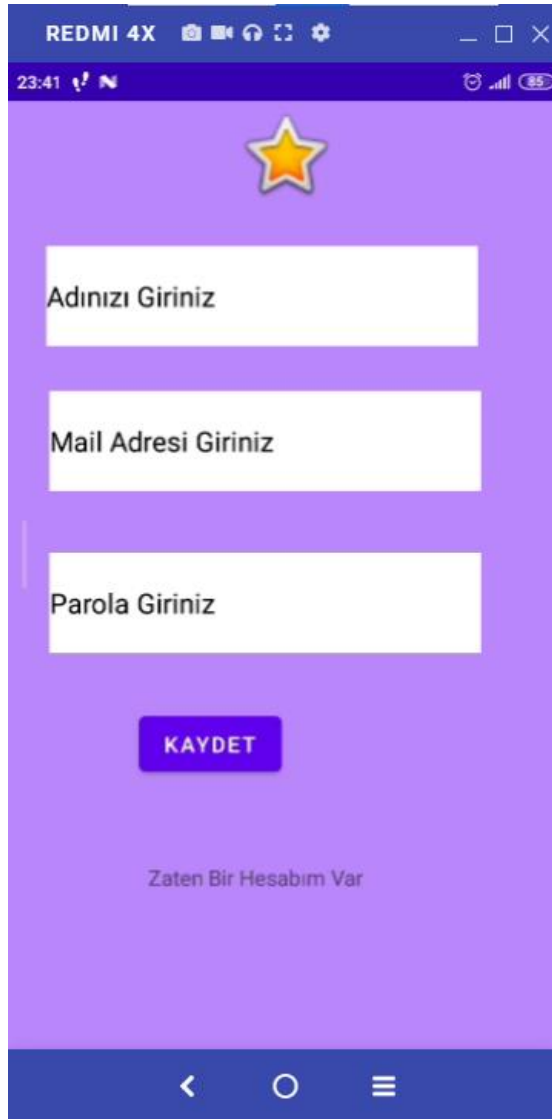 REDMI 4X
23:41
85
Adınızı Giriniz
Mail Adresi Giriniz
Parola Giriniz
KAYDET
Zaten Bir Hesabım Var